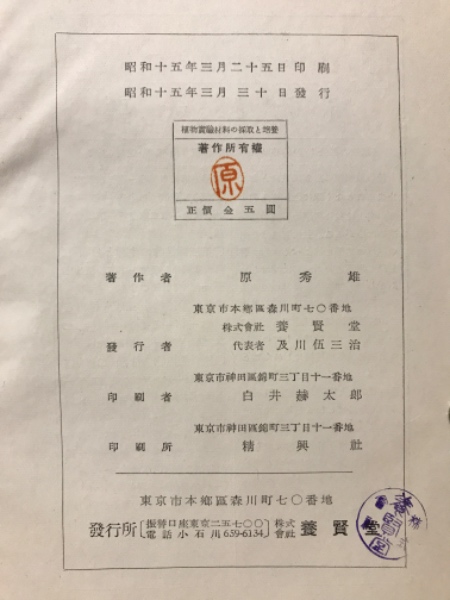 昭和十五年三月二十五日印刷
昭和十五年三月三十日發行
植物實驗材料の採取と培養
著作所有權
原
正價金五圓
著作者 原秀雄
東京市本鄕區森川町七〇番地
株式會社 養賢堂
發行者 代表者 及川伍三治
東京市神田區錦町三丁目十一番地
印刷者 白井赫太郎
東京市神田區錦町三丁目十一番地
印刷所 精興社
東京市本鄕區森川町七〇番地
發行所 〔振替口座東京二五七〇〇 電話小石川659-6134〕 株式會社 養賢堂